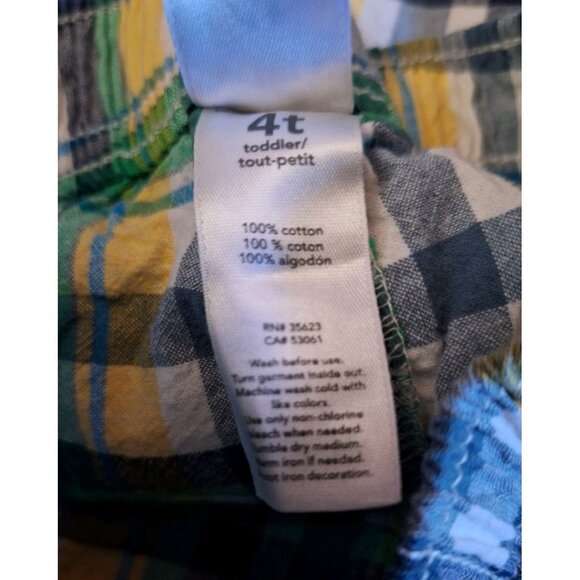 4t
toddler/
tout-petit
100% cotton
100 % coton
100% algodón
RN# 35623
CA# 53061
Wash before use.
Turn garment inside out.
Machine wash cold with
like colors.
Use only non-chlorine
bleach when needed.
Tumble dry medium.
Warm iron if needed.
not iron decoration.